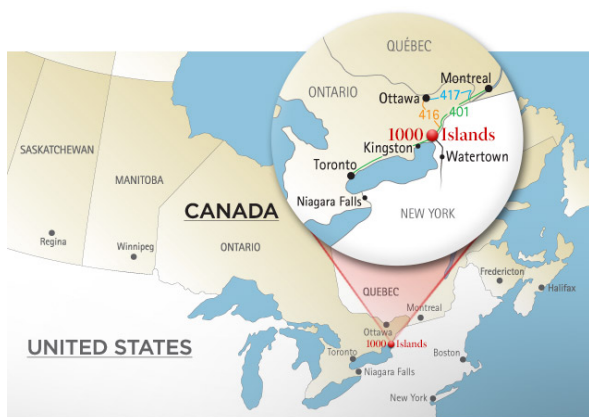 QUÉBEC
ONTARIO
Montreal
Ottawa
417
416
401
1000 Islands
Kingston
Watertown
Toronto
Niagara Falls
NEW YORK
SASKATCHEWAN
MANITOBA
CANADA
ONTARIO
Regina
Winnipeg
QUEBEC
Fredericton
Halifax
Montreal
Ottawa
1000 Islands
UNITED STATES
Toronto
Boston
Niagara Falls
New York